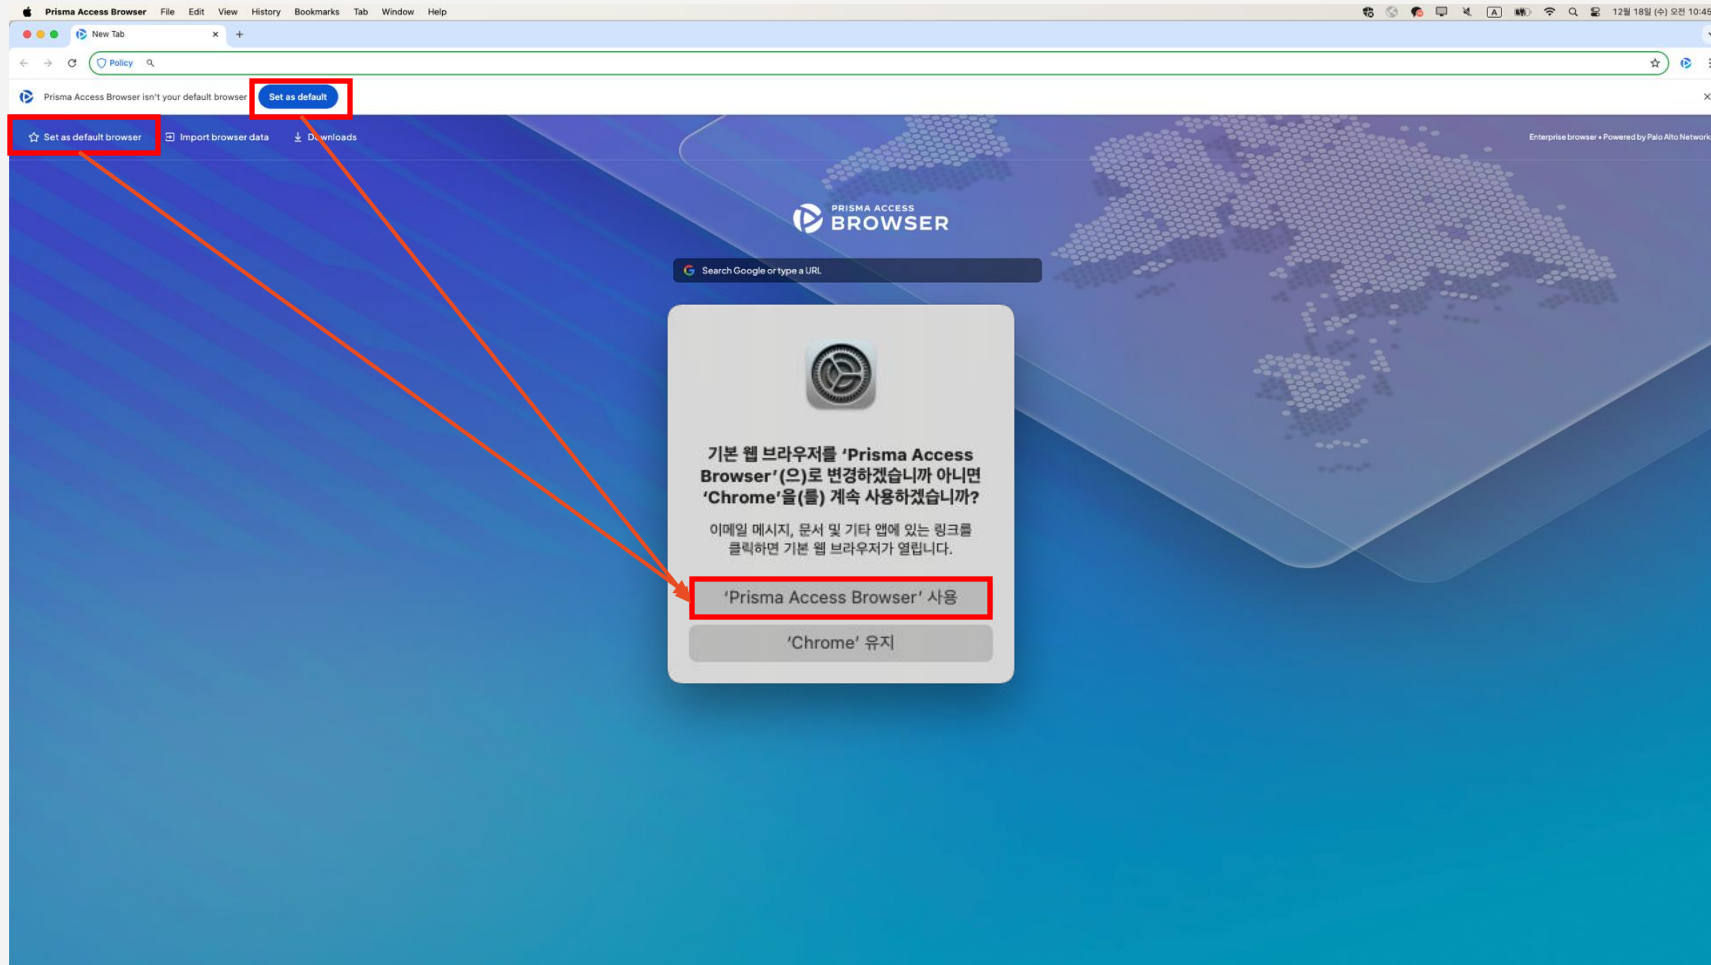 Prisma Access Browser File Edit View History Bookmarks Tab Window Help A 12월 18일 (수) 오전 10:45
New Tab
Policy
Prisma Access Browser isn't your default browser Set as default
Set as default browser Import browser data Downloads Enterprise browser • Powered by Palo Alto Network
PRISMA ACCESS
BROWSER
Search Google or type a URL
기본 웹 브라우저를 ‘Prisma Access
Browser’(으)로 변경하겠습니까 아니면
‘Chrome’을(를) 계속 사용하겠습니까?
이메일 메시지, 문서 및 기타 앱에 있는 링크를
클릭하면 기본 웹 브라우저가 열립니다.
‘Prisma Access Browser’ 사용
‘Chrome’ 유지